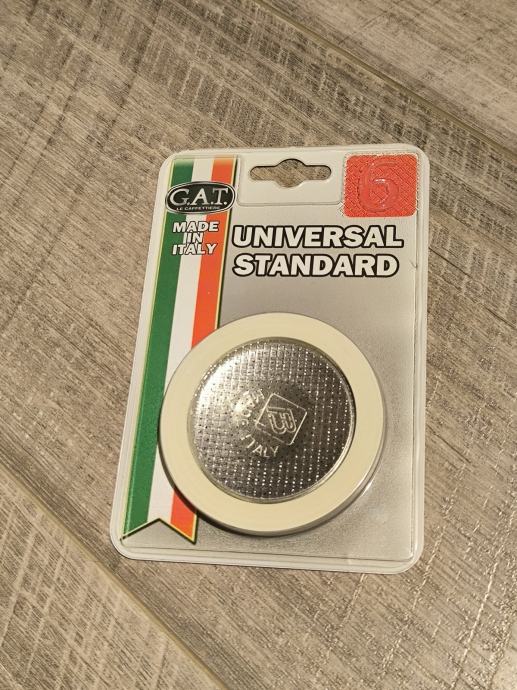 G.A.T.
LE CAFFETTIERE
6
MADE
IN
ITALY
UNIVERSAL
STANDARD
B
ITALY